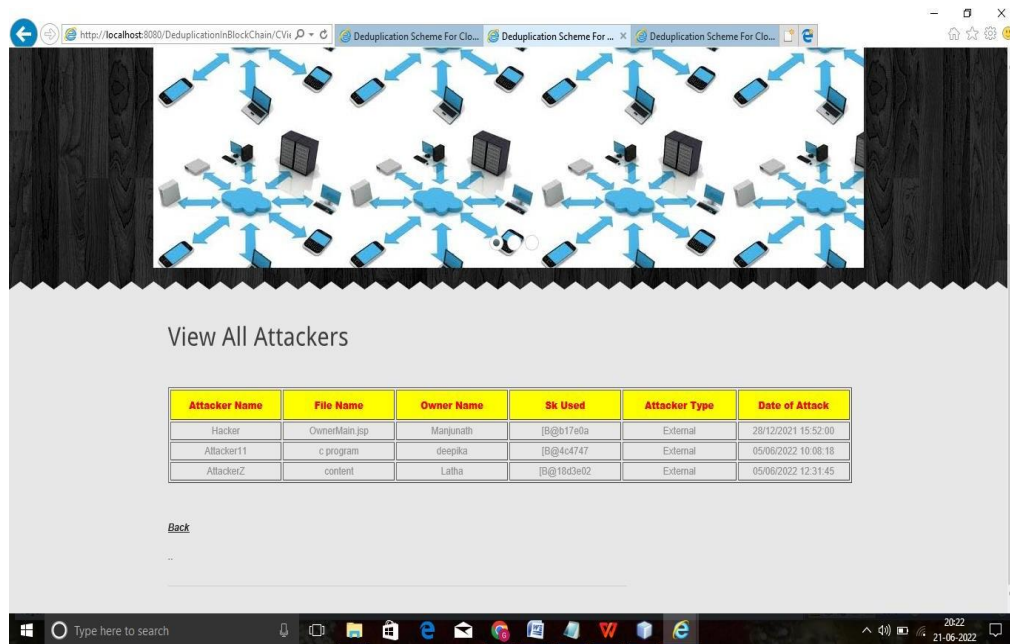 http://localhost:8080/DeduplicationInBlockChain/CVie
Deduplication Scheme For Clo...
Deduplication Scheme For ...
Deduplication Scheme For Clo...
View All Attackers
Attacker Name File Name Owner Name Sk Used Attacker Type Date of Attack
Hacker OwnerMain.jsp Manjunath [B@b17e0a External 28/12/2021 15:52:00
Attacker11 c program deepika [B@4c4747 External 05/06/2022 10:08:18
AttackerZ content Latha [B@18d3e02 External 05/06/2022 12:31:45
Back
..
Type here to search
20:22
21-06-2022